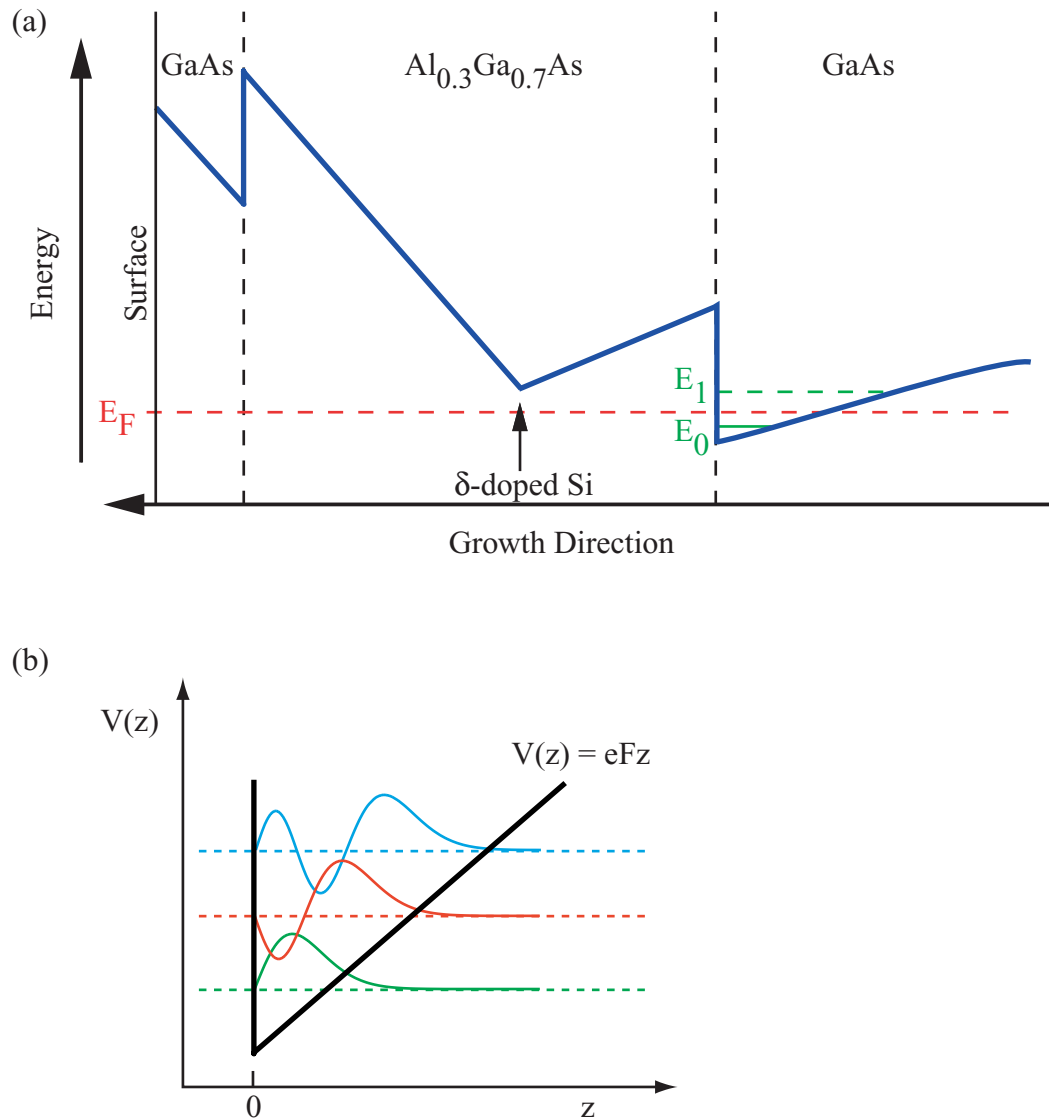 (a)
GaAs
Al0.3Ga0.7As
GaAs
Energy
Surface
E1
EF
E0
δ-doped Si
Growth Direction
(b)
V(z)
V(z) = eFz
0
z